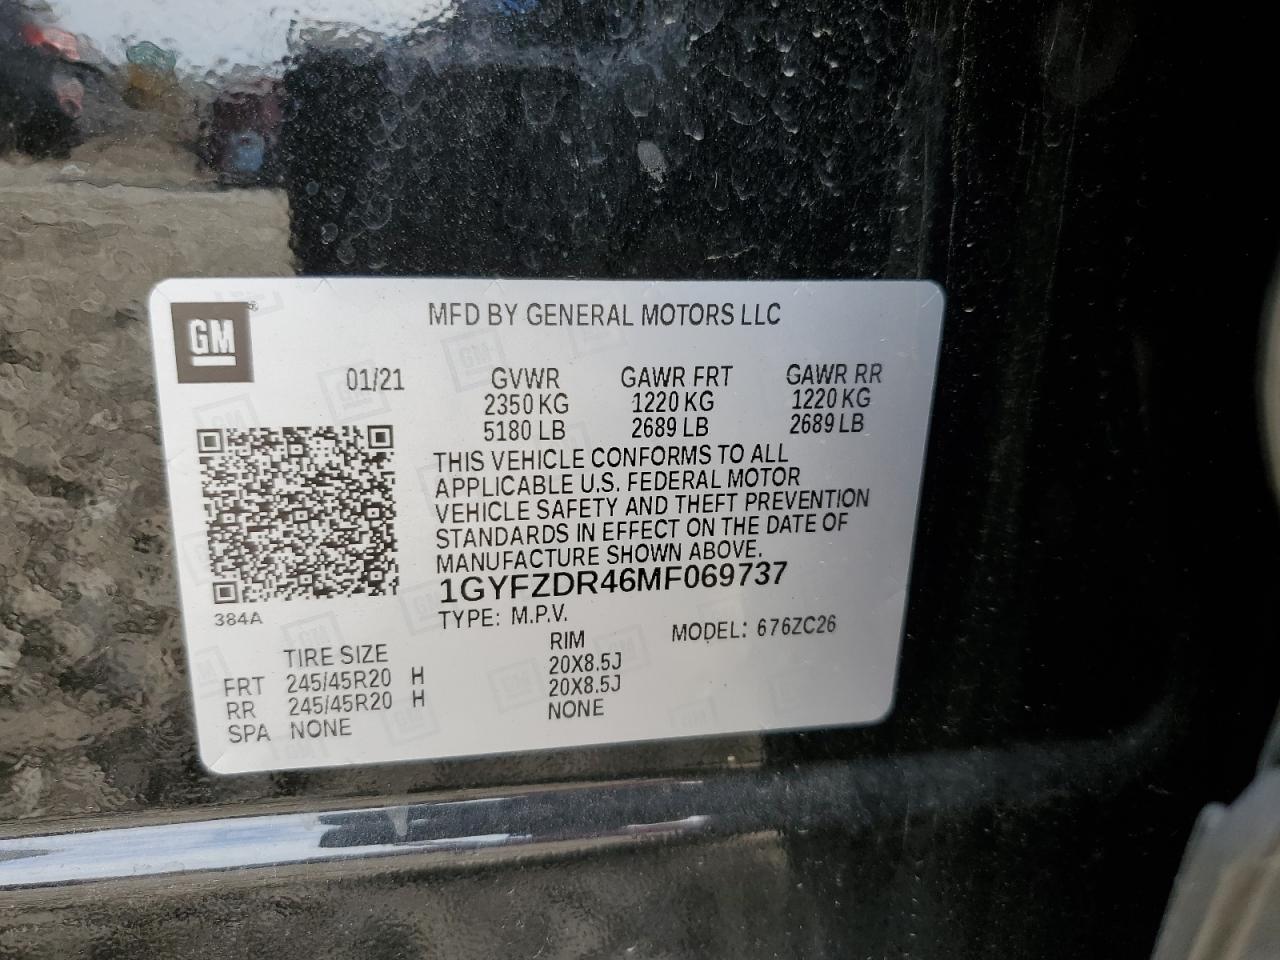 GM
MFD BY GENERAL MOTORS LLC
01/21 GVWR GAWR FRT GAWR RR
2350 KG 1220 KG 1220 KG
5180 LB 2689 LB 2689 LB
THIS VEHICLE CONFORMS TO ALL
APPLICABLE U.S. FEDERAL MOTOR
VEHICLE SAFETY AND THEFT PREVENTION
STANDARDS IN EFFECT ON THE DATE OF
MANUFACTURE SHOWN ABOVE.
1GYFZDR46MF069737
384A TYPE: M.P.V. MODEL: 676ZC26
TIRE SIZE RIM
FRT 245/45R20 H 20X8.5J
RR 245/45R20 H 20X8.5J
SPA NONE NONE